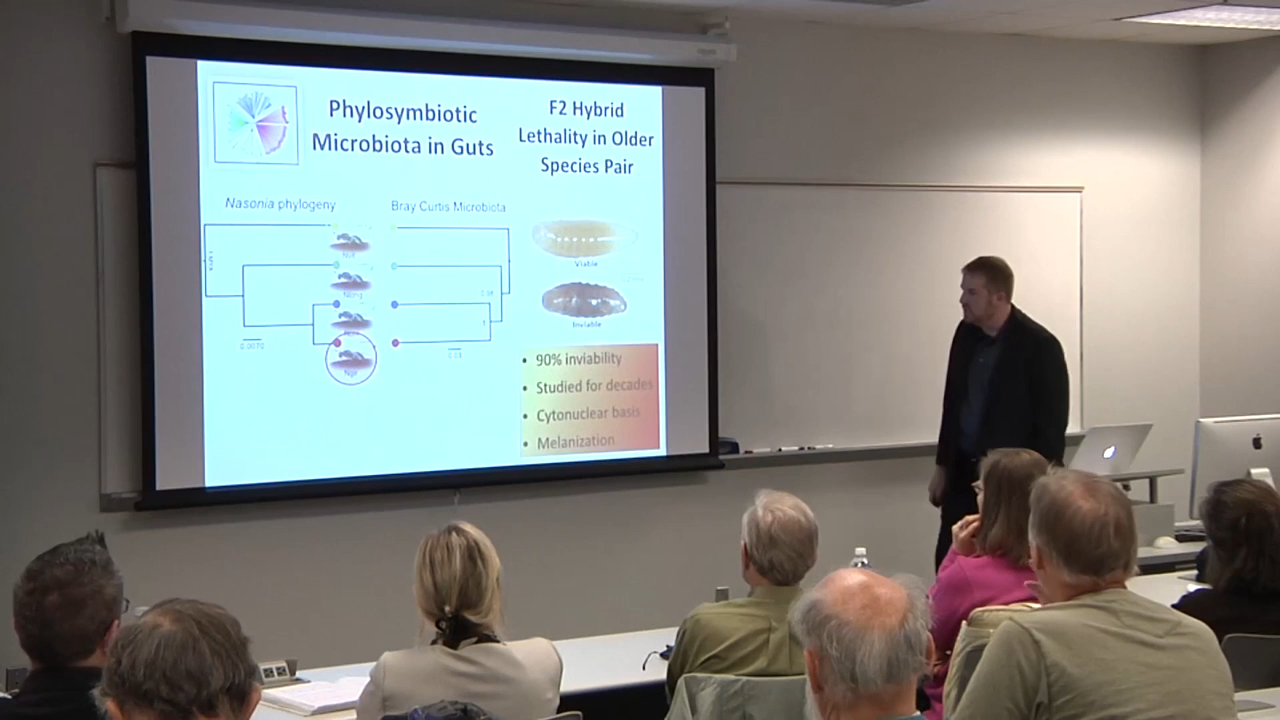 Phylosymbiotic
Microbiota in Guts
F2 Hybrid
Lethality in Older
Species Pair
Nasonia phylogeny
Bray Curtis Microbiota
Viable
Inviable
• 90% inviability
• Studied for decades
• Cytonuclear basis
• Melanization